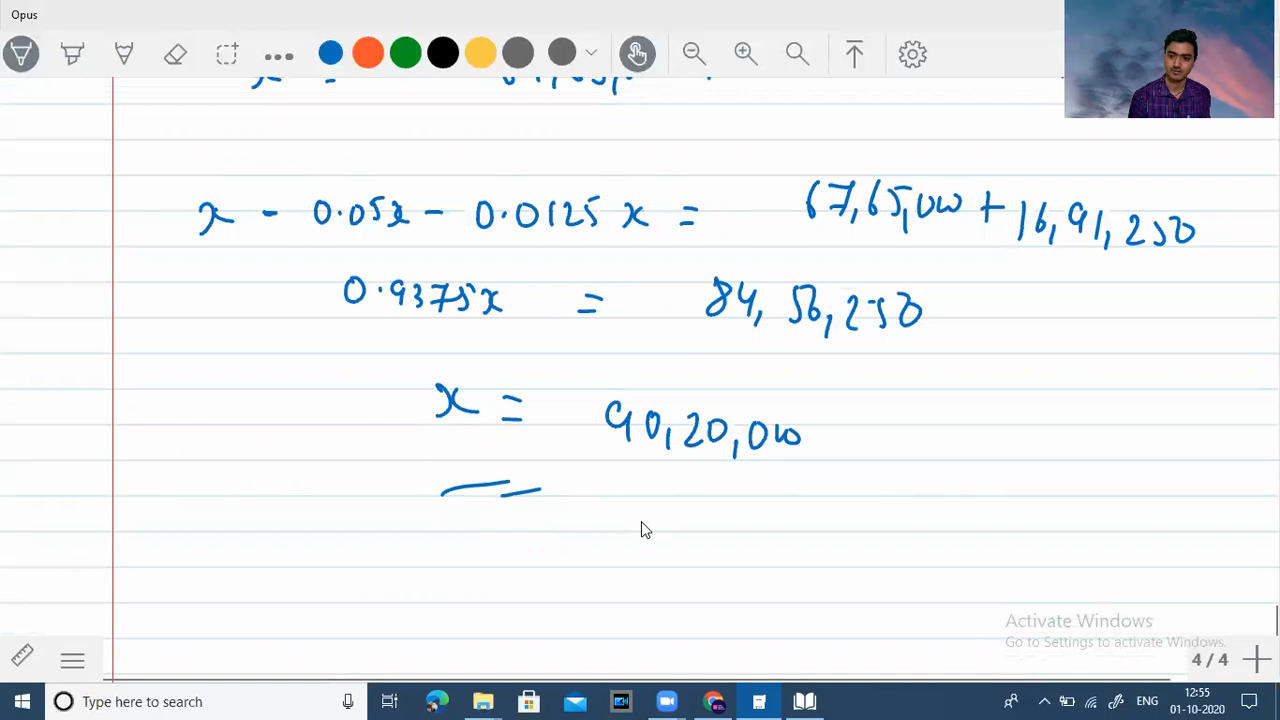 Opus
x - 0.05x - 0.0125 x = 67,65,000 + 16,91,250
0.9375x = 84,56,250
x = 90,20,000
Activate Windows
Go to Settings to activate Windows.
4 / 4
Type here to search
ENG
12:55
01-10-2020